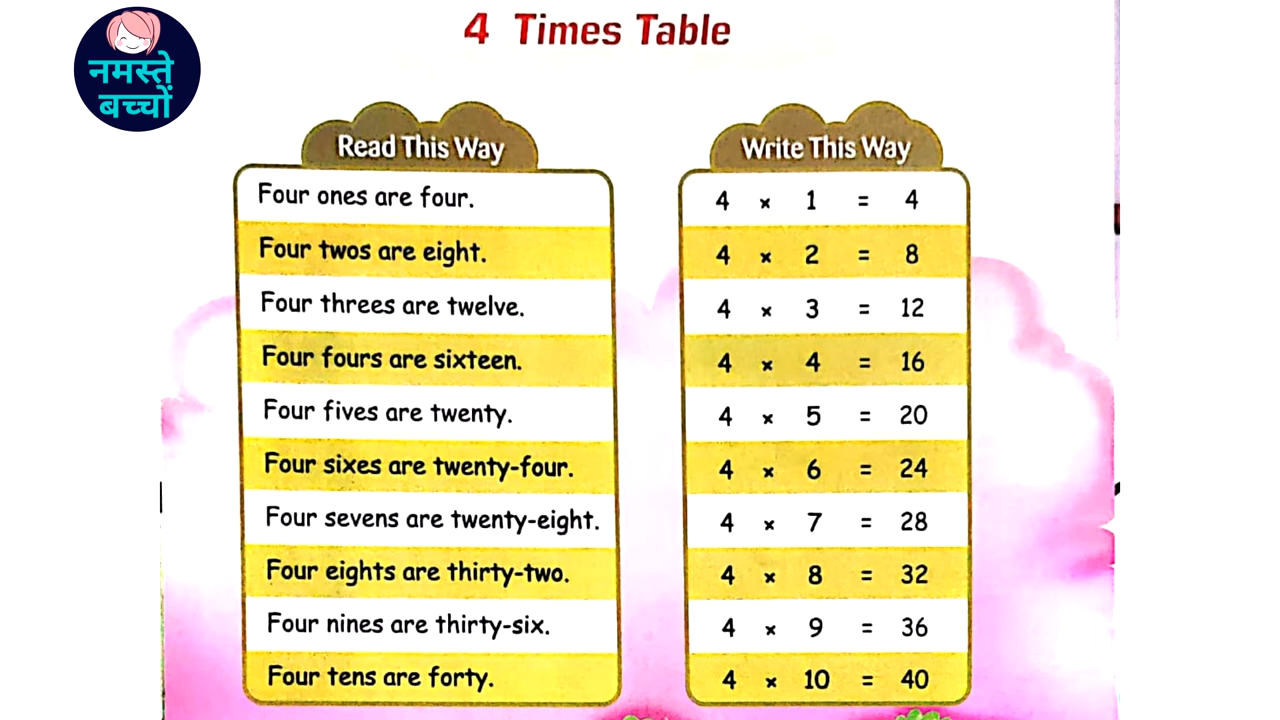 नमस्ते
बच्चों
4 Times Table
Read This Way
Four ones are four.
Four twos are eight.
Four threes are twelve.
Four fours are sixteen.
Four fives are twenty.
Four sixes are twenty-four.
Four sevens are twenty-eight.
Four eights are thirty-two.
Four nines are thirty-six.
Four tens are forty.
Write This Way
4 × 1 = 4
4 × 2 = 8
4 × 3 = 12
4 × 4 = 16
4 × 5 = 20
4 × 6 = 24
4 × 7 = 28
4 × 8 = 32
4 × 9 = 36
4 × 10 = 40